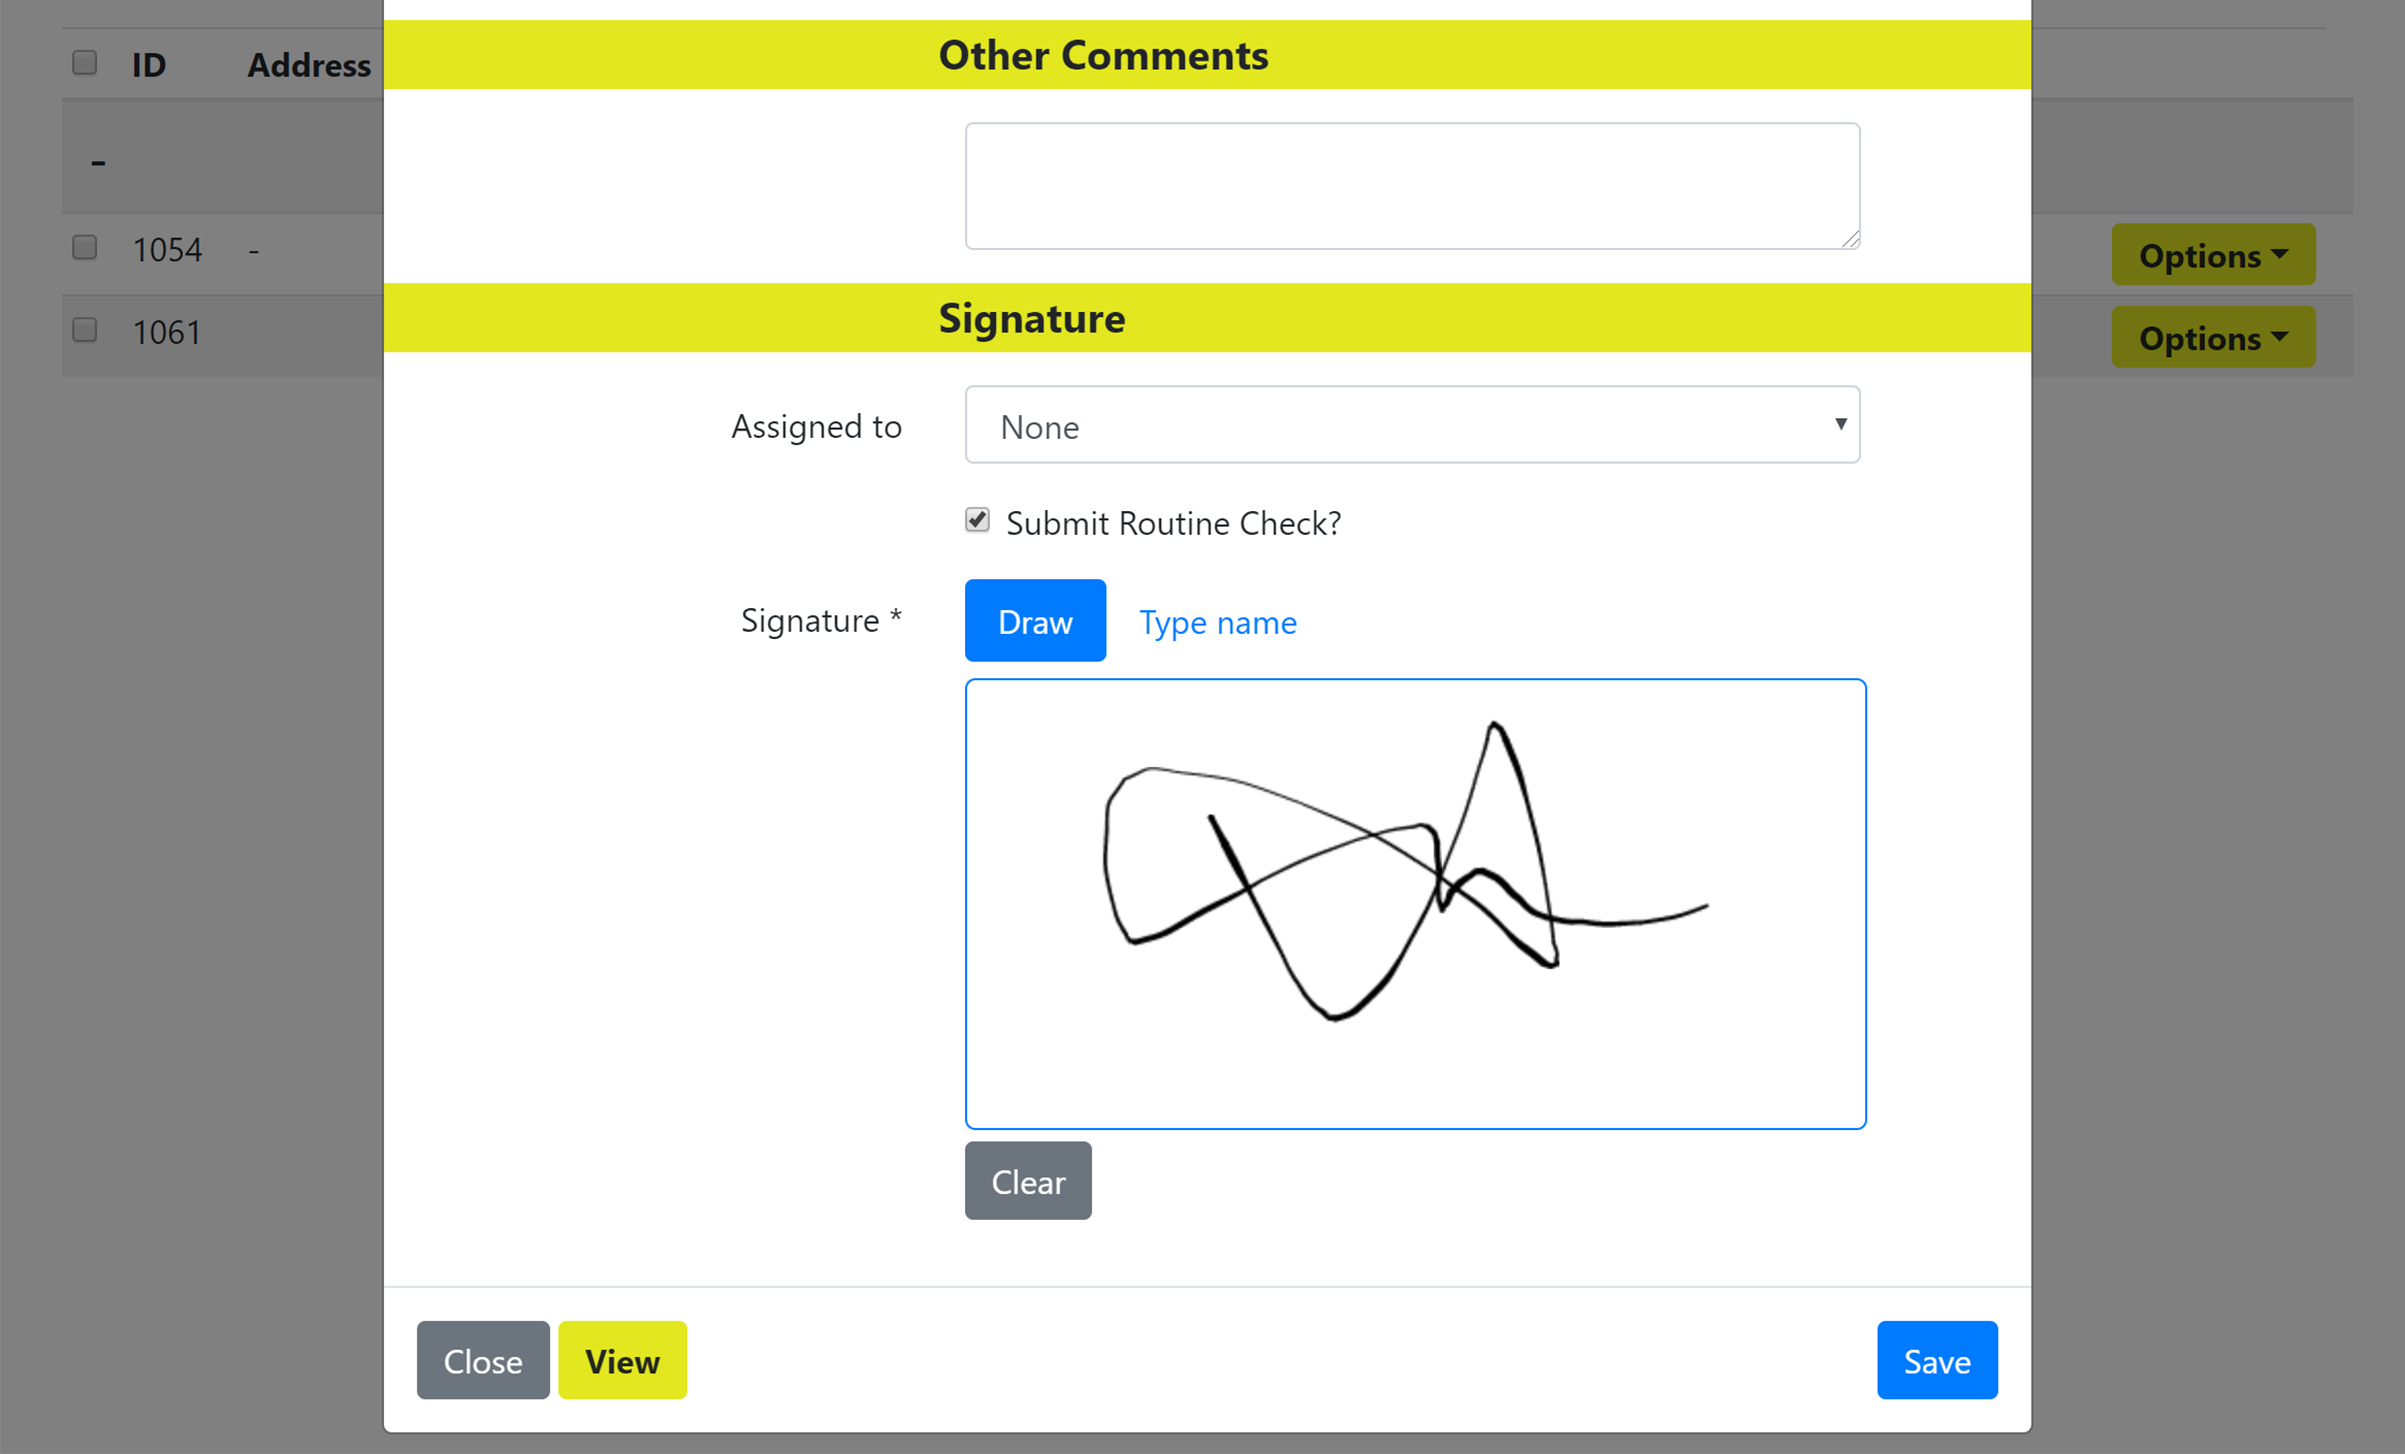 ID Address
Other Comments
-
1054 - Options
1061 Options
Signature
Assigned to None
Submit Routine Check?
Signature * Draw Type name
Clear
Close View Save